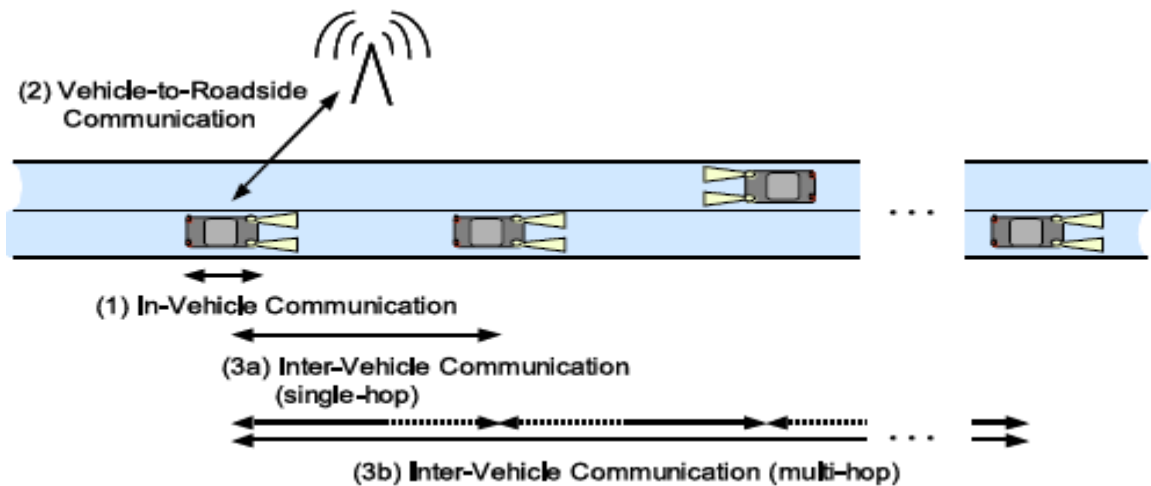 (2) Vehicle-to-Roadside
Communication
. . .
(1) In-Vehicle Communication
(3a) Inter-Vehicle Communication
(single-hop)
. . .
(3b) Inter-Vehicle Communication (multi-hop)